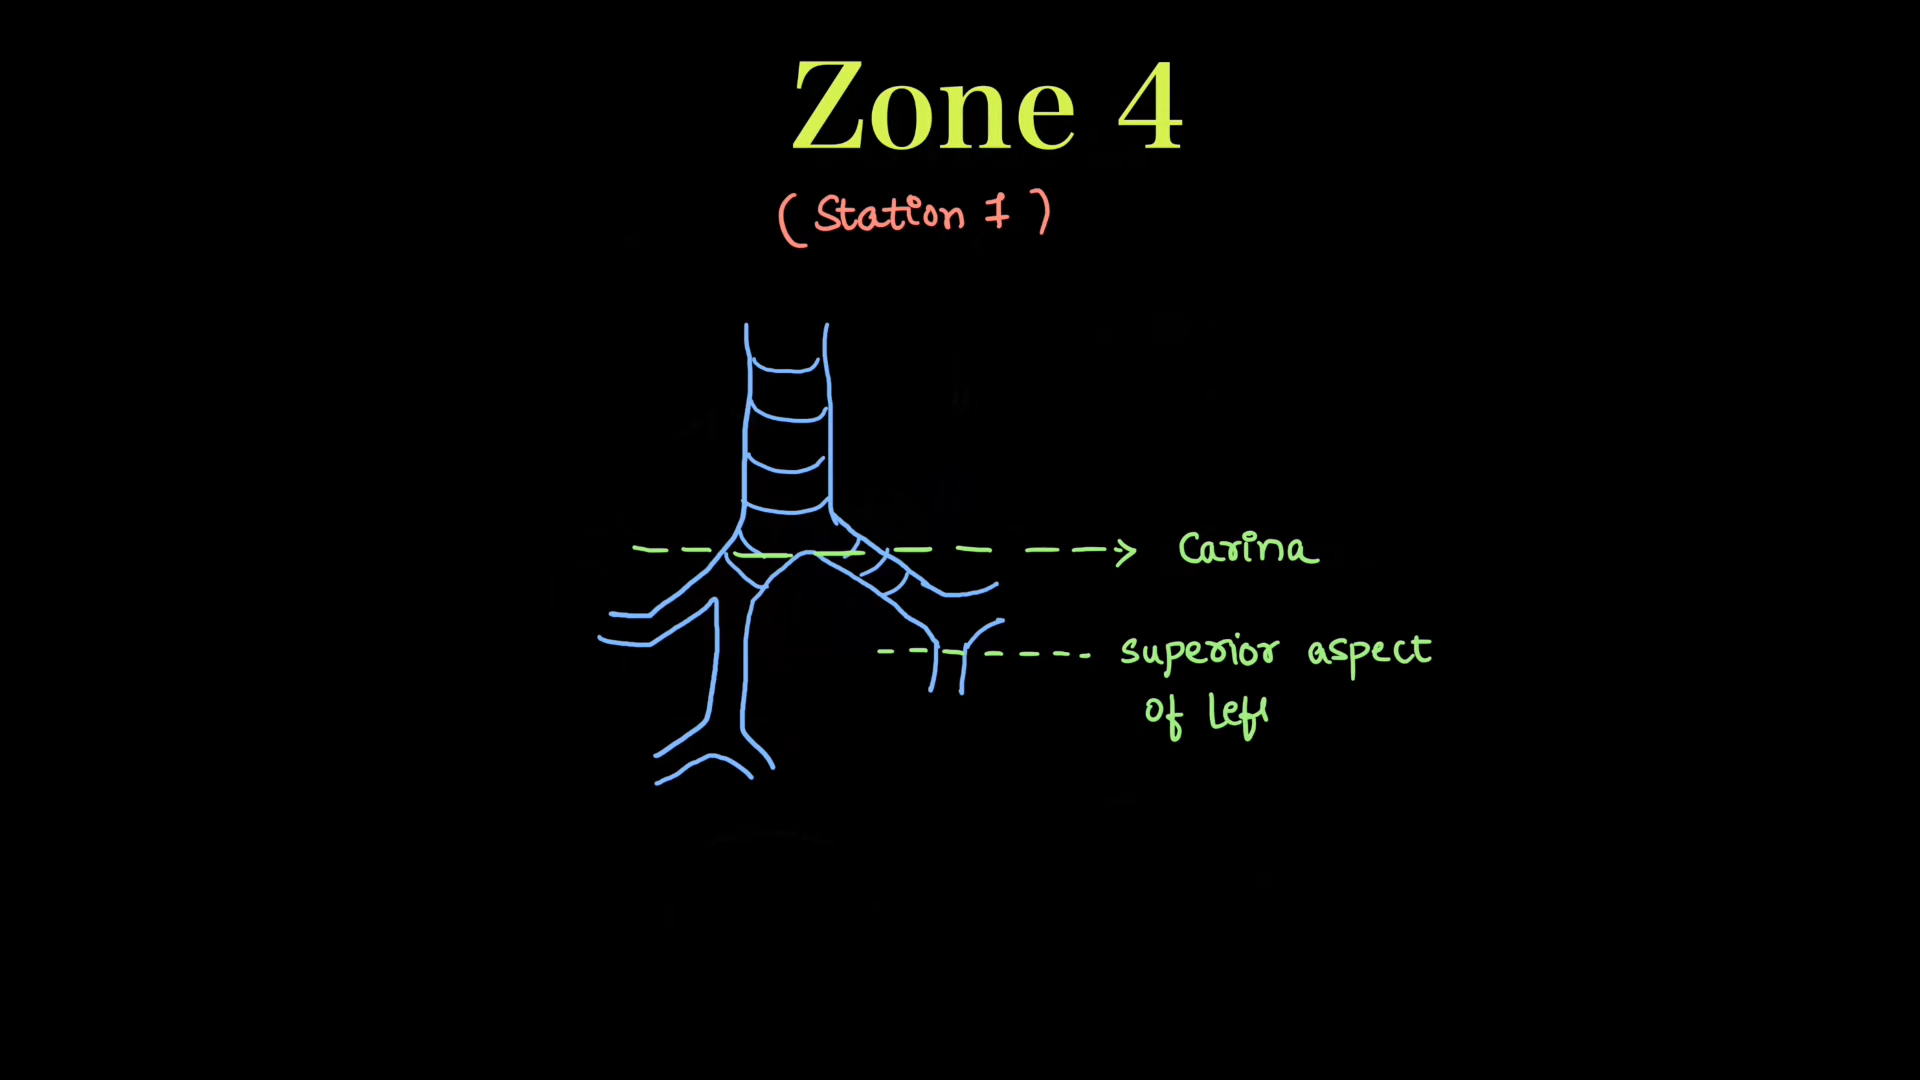 Zone 4
(Station 7)
Carina
superior aspect
of left